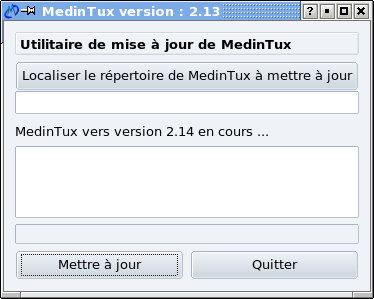 MedinTux version : 2.13
Utilitaire de mise à jour de MedinTux
Localiser le répertoire de MedinTux à mettre à jour
MedinTux vers version 2.14 en cours ...
Mettre à jour
Quitter